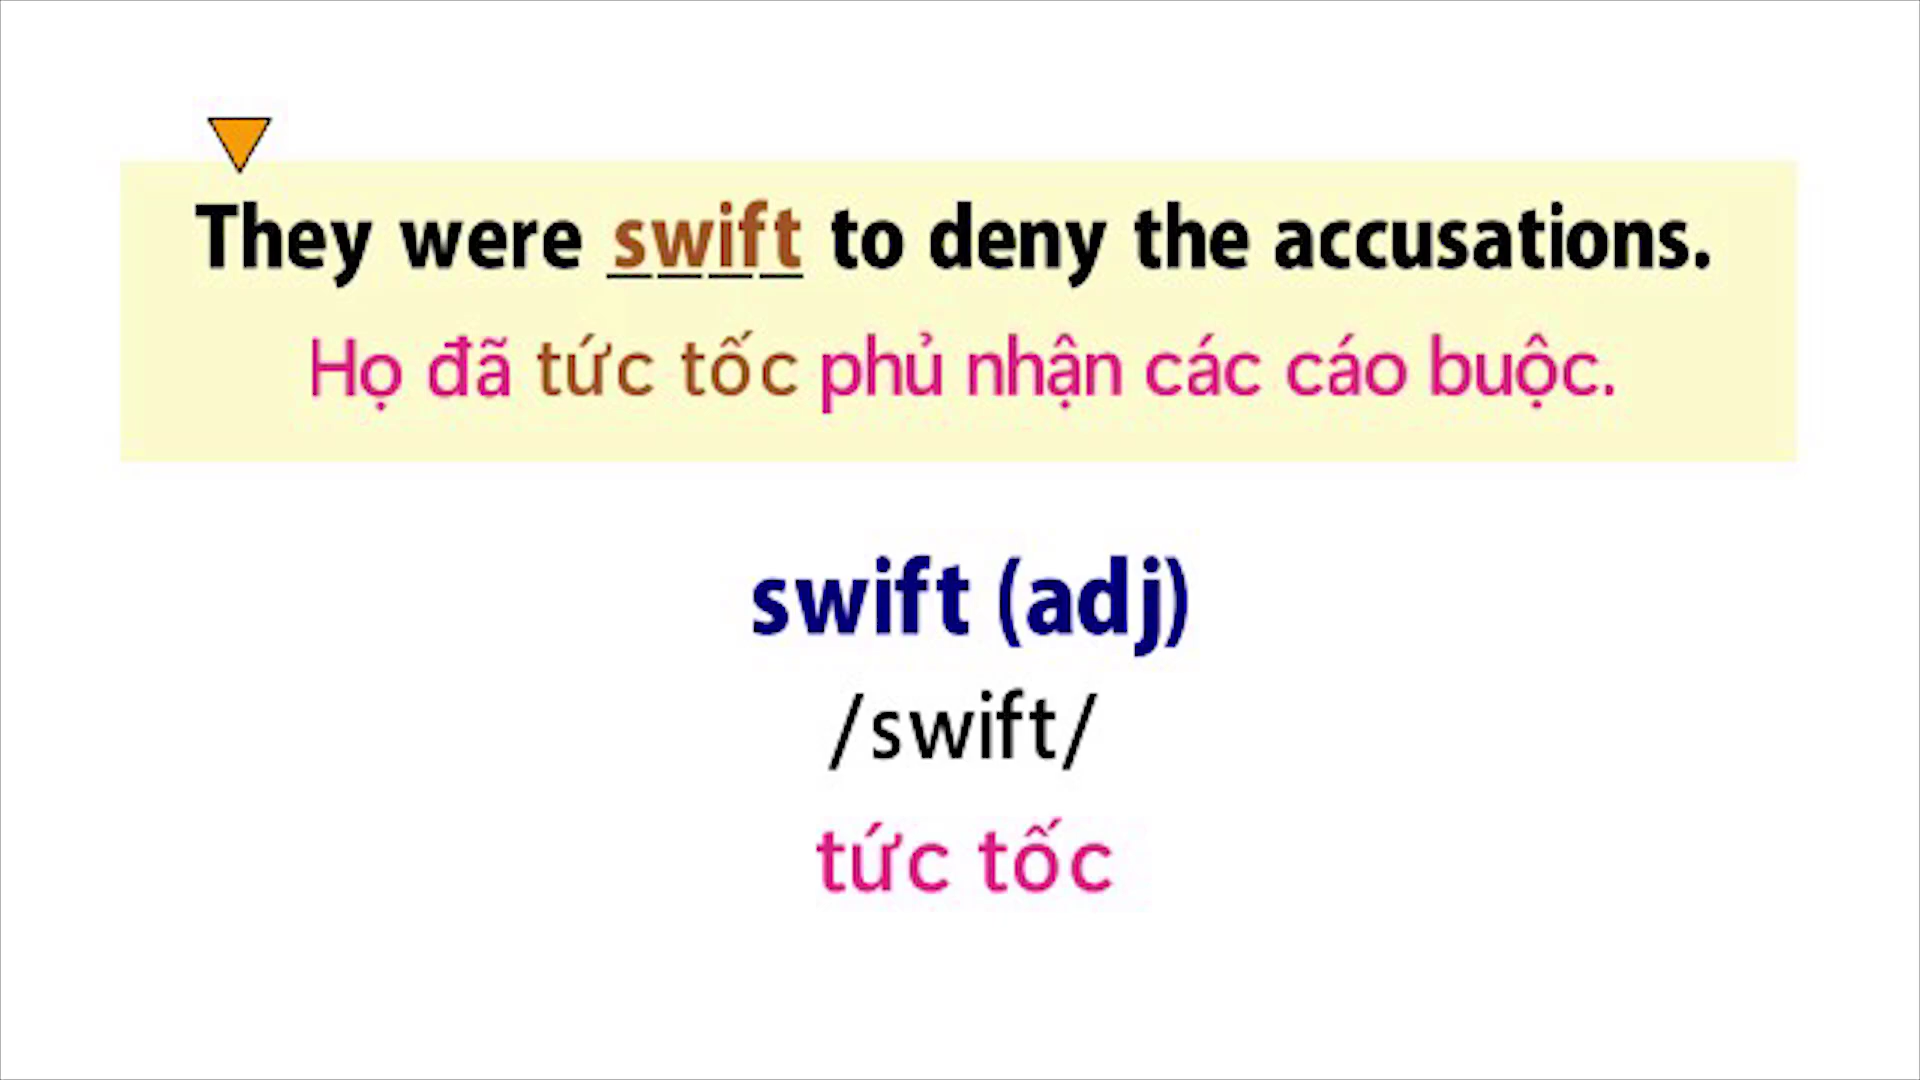 They were swift to deny the accusations.
Họ đã tức tốc phủ nhận các cáo buộc.
swift (adj)
/swift/
tức tốc